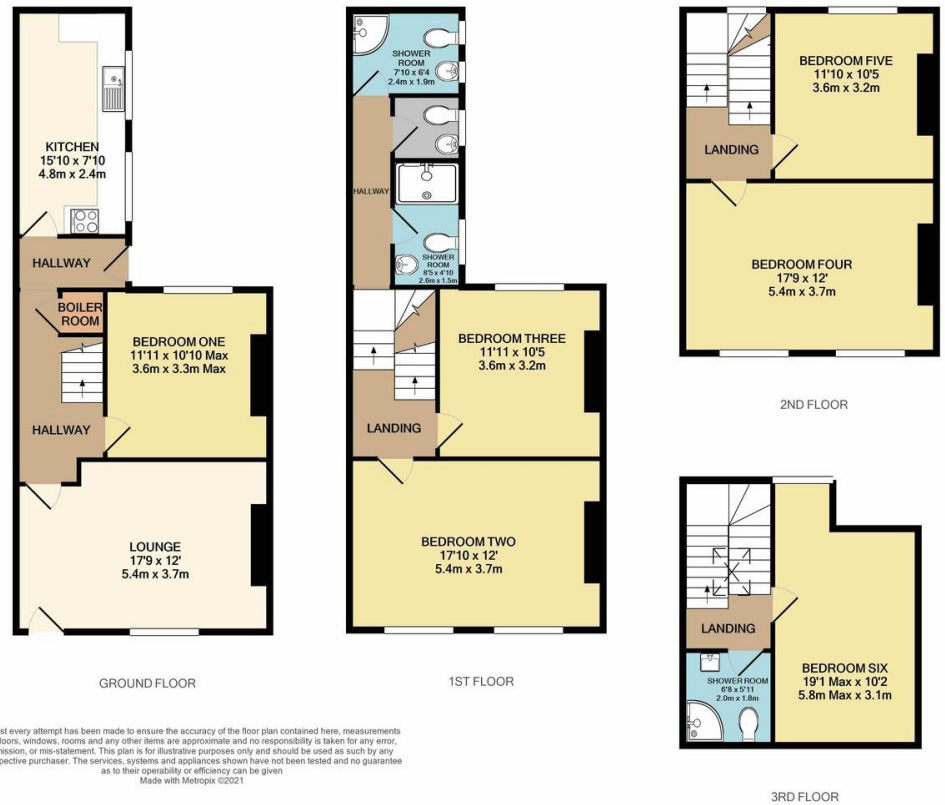 KITCHEN
15'10 x 7'10
4.8m x 2.4m
HALLWAY
BOILER
ROOM
BEDROOM ONE
11'11 x 10'10 Max
3.6m x 3.3m Max
HALLWAY
LOUNGE
17'9 x 12'
5.4m x 3.7m
GROUND FLOOR
SHOWER
ROOM
7'10 x 6'4
2.4m x 1.9m
HALLWAY
SHOWER
ROOM
8'5 x 4'10
2.6m x 1.5m
BEDROOM THREE
11'11 x 10'5
3.6m x 3.2m
LANDING
BEDROOM TWO
17'10 x 12'
5.4m x 3.7m
1ST FLOOR
BEDROOM FIVE
11'10 x 10'5
3.6m x 3.2m
LANDING
BEDROOM FOUR
17'9 x 12'
5.4m x 3.7m
2ND FLOOR
LANDING
SHOWER ROOM
6'8 x 5'11
2.0m x 1.8m
BEDROOM SIX
19'1 Max x 10'2
5.8m Max x 3.1m
3RD FLOOR
st every attempt has been made to ensure the accuracy of the floor plan contained here, measurements
doors, windows, rooms and any other items are approximate and no responsibility is taken for any error,
mission, or mis-statement. This plan is for illustrative purposes only and should be used as such by any
spective purchaser. The services, systems and appliances shown have not been tested and no guarantee
as to their operability or efficiency can be given
Made with Metropix ©2021